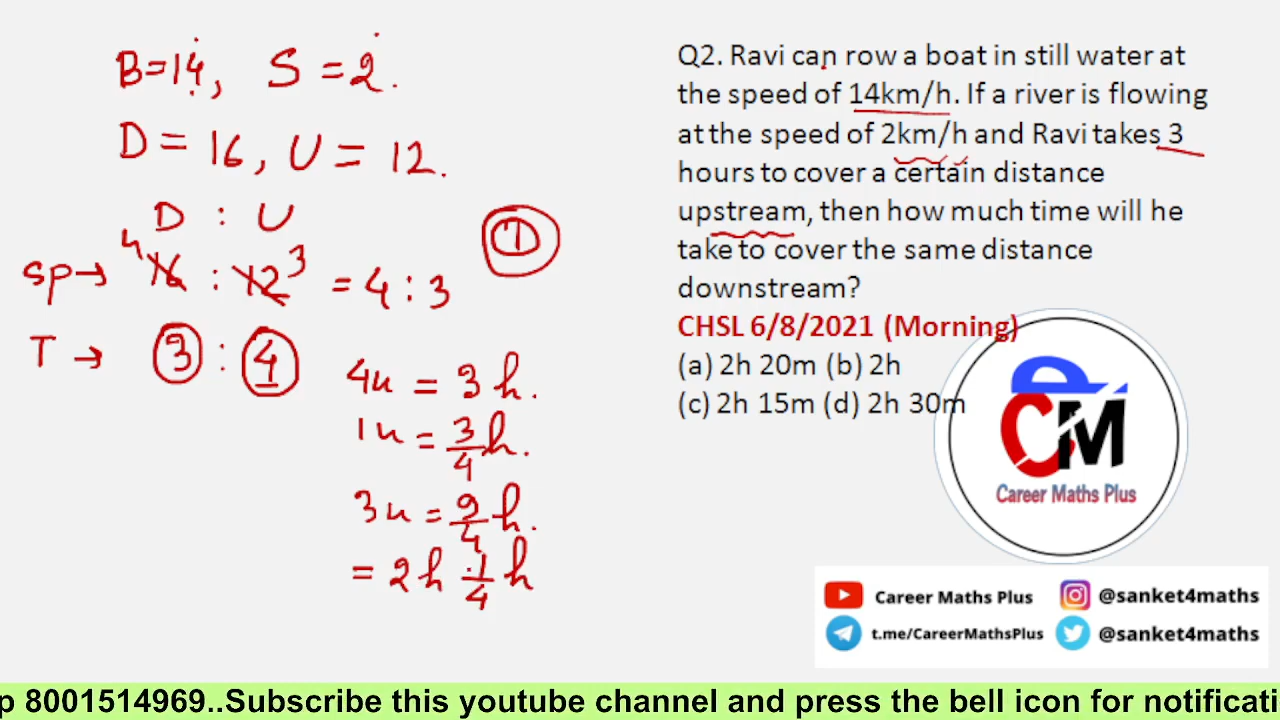 B=14, S = 2.
D = 16, U = 12.
D : U
4 3
Sp→ 16 : 12 = 4 : 3
1
T → 3 : 4
4u = 3 h.
1u = 3/4 h.
3u = 9/4 h.
= 2h 1/4 h
Q2. Ravi can row a boat in still water at
the speed of 14km/h. If a river is flowing
at the speed of 2km/h and Ravi takes 3
hours to cover a certain distance
upstream, then how much time will he
take to cover the same distance
downstream?
CHSL 6/8/2021 (Morning)
(a) 2h 20m (b) 2h
(c) 2h 15m (d) 2h 30m
CM
Career Maths Plus
Career Maths Plus @sanket4maths
t.me/CareerMathsPlus @sanket4maths
p 8001514969..Subscribe this youtube channel and press the bell icon for notificati